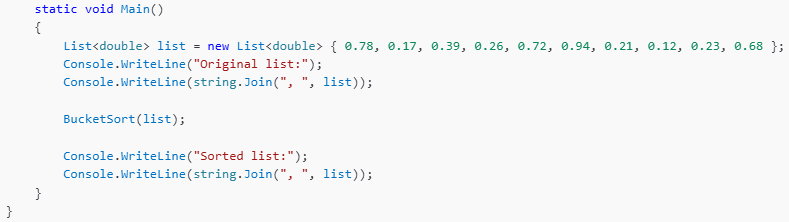 static void Main()
{
List<double> list = new List<double> { 0.78, 0.17, 0.39, 0.26, 0.72, 0.94, 0.21, 0.12, 0.23, 0.68 };
Console.WriteLine("Original list:");
Console.WriteLine(string.Join(", ", list));
BucketSort(list);
Console.WriteLine("Sorted list:");
Console.WriteLine(string.Join(", ", list));
}
}